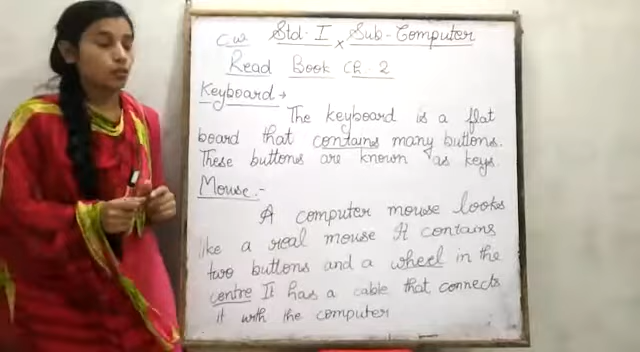 C.W Std. I x Sub-Computer
Read Book Ch. 2
Keyboard →
The keyboard is a flat
board that contains many buttons.
These buttons are known as keys.
Mouse:-
A computer mouse looks
like a real mouse It contains
two buttons and a wheel in the
centre It has a cable that connects
it with the computer